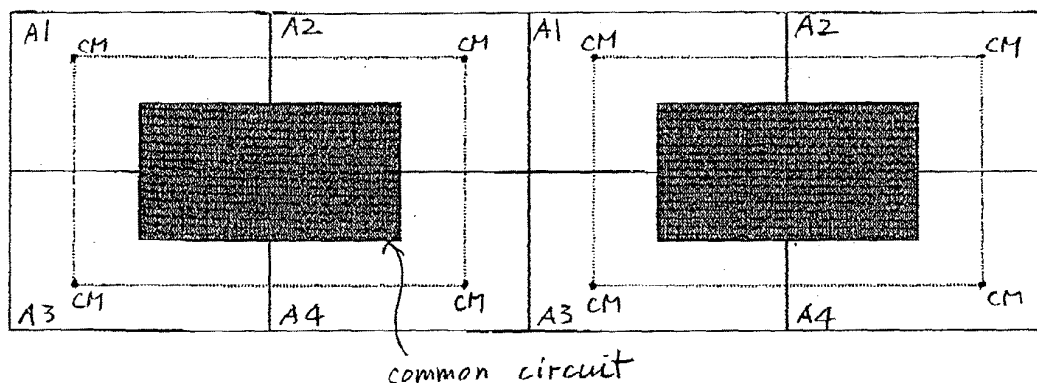 A1 A2 A1 A2
CM CM CM CM
CM CM CM CM
A3 A4 A3 A4
common circuit